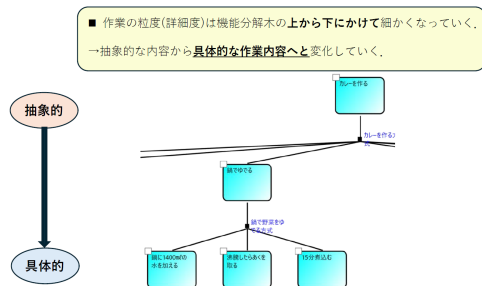 ■ 作業の粒度(詳細度)は機能分解木の上から下にかけて細かくなっていく.
→抽象的な内容から具体的な作業内容へと変化していく.
抽象的
カレーを作る
カレーを作る方
式
鍋でゆでる
鍋で野菜をゆ
でる方式
鍋に1400mlの
水を加える
沸騰したらあくを
取る
15分煮込む
具体的